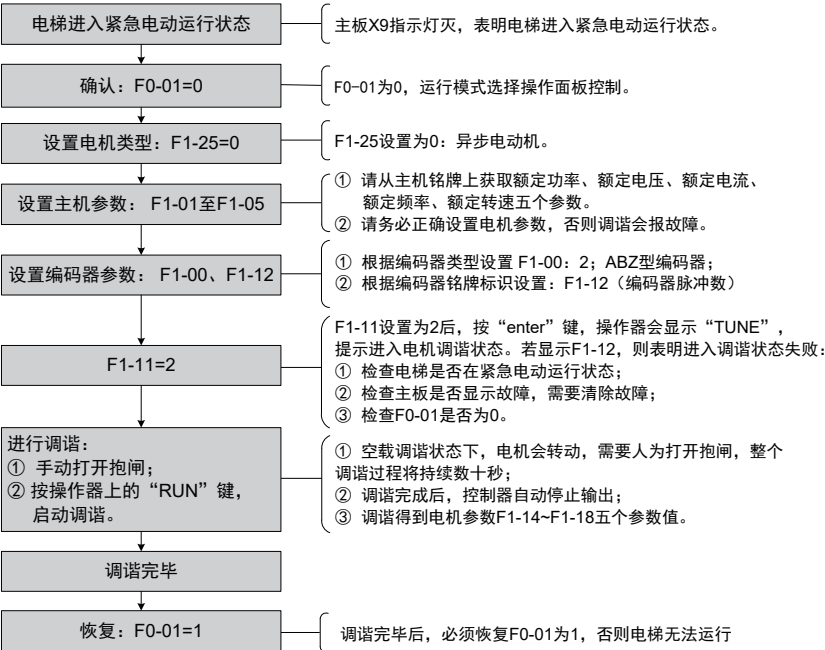 电梯进入紧急电动运行状态
主板X9指示灯灭，表明电梯进入紧急电动运行状态。
确认：F0-01=0
F0-01为0，运行模式选择操作面板控制。
设置电机类型：F1-25=0
F1-25设置为0：异步电动机。
设置主机参数： F1-01至F1-05
① 请从主机铭牌上获取额定功率、额定电压、额定电流、
额定频率、额定转速五个参数。
② 请务必正确设置电机参数，否则调谐会报故障。
设置编码器参数： F1-00、F1-12
① 根据编码器类型设置 F1-00：2；ABZ型编码器；
② 根据编码器铭牌标识设置：F1-12（编码器脉冲数）
F1-11=2
F1-11设置为2后，按“enter”键，操作器会显示“TUNE”，
提示进入电机调谐状态。若显示F1-12，则表明进入调谐状态失败：
① 检查电梯是否在紧急电动运行状态；
② 检查主板是否显示故障，需要清除故障；
③ 检查F0-01是否为0。
进行调谐：
① 手动打开抱闸；
② 按操作器上的“RUN”键，
启动调谐。
① 空载调谐状态下，电机会转动，需要人为打开抱闸，整个
调谐过程将持续数十秒；
② 调谐完成后，控制器自动停止输出；
③ 调谐得到电机参数F1-14~F1-18五个参数值。
调谐完毕
恢复：F0-01=1
调谐完毕后，必须恢复F0-01为1，否则电梯无法运行